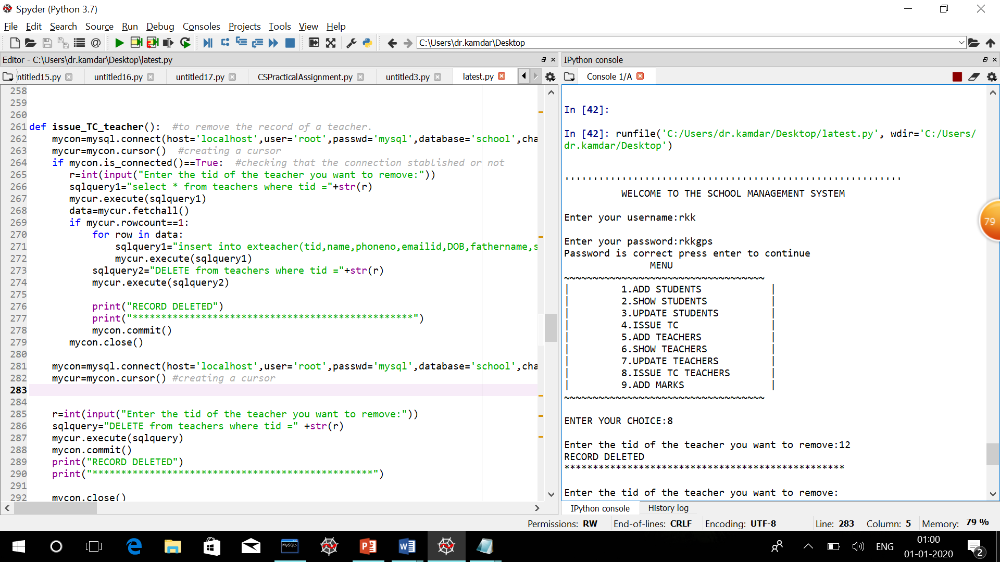 Spyder (Python 3.7)
File Edit Search Source Run Debug Consoles Projects Tools View Help
C:\Users\dr.kamdar\Desktop
Editor - C:\Users\dr.kamdar\Desktop\latest.py
ntitled15.py untitled16.py untitled17.py CSPracticalAssignment.py untitled3.py latest.py
258
259
260
261 def issue_TC_teacher():  #to remove the record of a teacher.
262     mycon=mysql.connect(host='localhost',user='root',passwd='mysql',database='school',cha
263     mycur=mycon.cursor()  #creating a cursor
264     if mycon.is_connected()==True:  #checking that the connection stablished or not
265        r=int(input("Enter the tid of the teacher you want to remove:"))
266        sqlquery1="select * from teachers where tid ="+str(r)
267        mycur.execute(sqlquery1)
268        data=mycur.fetchall()
269        if mycur.rowcount==1:
270            for row in data:
271                sqlquery1="insert into exteacher(tid,name,phoneno,emailid,DOB,fathername,s
272                mycur.execute(sqlquery1)
273            sqlquery2="DELETE from teachers where tid ="+str(r)
274            mycur.execute(sqlquery2)
275
276            print("RECORD DELETED")
277            print("*************************************************")
278            mycon.commit()
279        mycon.close()
280
281     mycon=mysql.connect(host='localhost',user='root',passwd='mysql',database='school',cha
282     mycur=mycon.cursor() #creating a cursor
283
284
285     r=int(input("Enter the tid of the teacher you want to remove:"))
286     sqlquery="DELETE from teachers where tid =" +str(r)
287     mycur.execute(sqlquery)
288     mycon.commit()
289     print("RECORD DELETED")
290     print("*************************************************")
291
292     mycon.close()
IPython console
Console 1/A
In [42]:
In [42]: runfile('C:/Users/dr.kamdar/Desktop/latest.py', wdir='C:/Users/
dr.kamdar/Desktop')
'''''''''''''''''''''''''''''''''''''''''''''''''''''''''''
WELCOME TO THE SCHOOL MANAGEMENT SYSTEM
Enter your username:rkk
Enter your password:rkkgps
Password is correct press enter to continue
MENU
~~~~~~~~~~~~~~~~~~~~~~~~~~~~~~~~~~~
|         1.ADD STUDENTS            |
|         2.SHOW STUDENTS           |
|         3.UPDATE STUDENTS         |
|         4.ISSUE TC                |
|         5.ADD TEACHERS            |
|         6.SHOW TEACHERS           |
|         7.UPDATE TEACHERS         |
|         8.ISSUE TC TEACHERS       |
|         9.ADD MARKS               |
~~~~~~~~~~~~~~~~~~~~~~~~~~~~~~~~~~~
ENTER YOUR CHOICE:8
Enter the tid of the teacher you want to remove:12
RECORD DELETED
*************************************************
Enter the tid of the teacher you want to remove:
79
IPython console History log
Permissions: RW End-of-lines: CRLF Encoding: UTF-8 Line: 283 Column: 5 Memory: 79 %
MySQL
ENG
01:00
01-01-2020
2